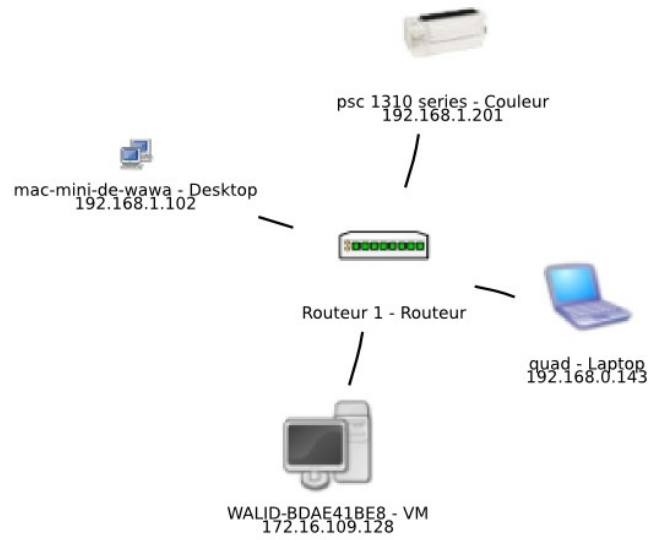 psc 1310 series - Couleur
192.168.1.201
mac-mini-de-wawa - Desktop
192.168.1.102
Routeur 1 - Routeur
quad - Laptop
192.168.0.143
WALID-BDAE41BE8 - VM
172.16.109.128